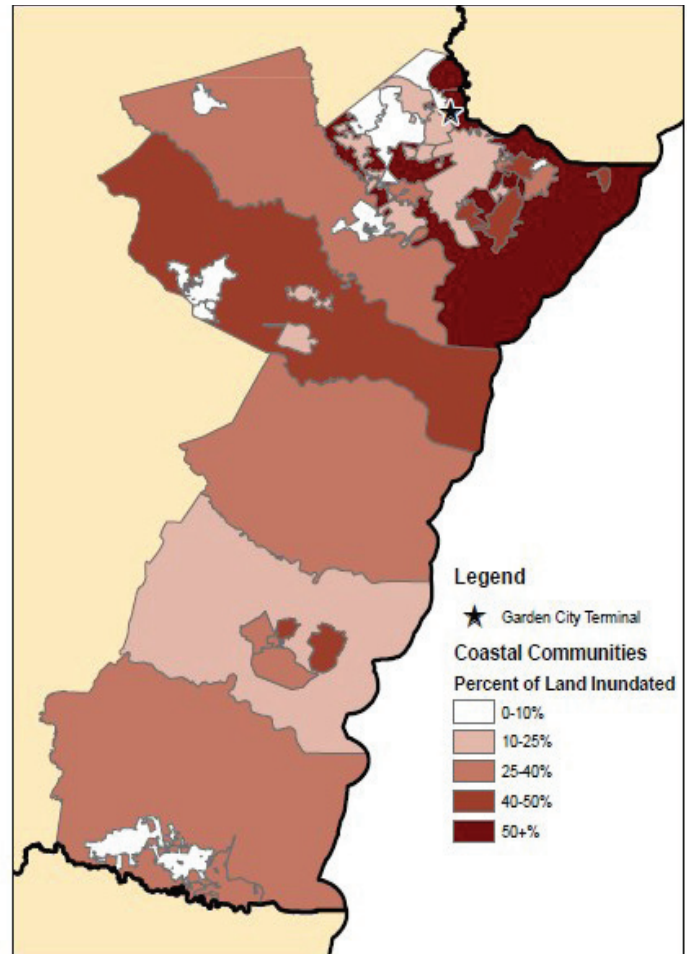 Legend
Garden City Terminal
Coastal Communities
Percent of Land Inundated
0-10%
10-25%
25-40%
40-50%
50+%